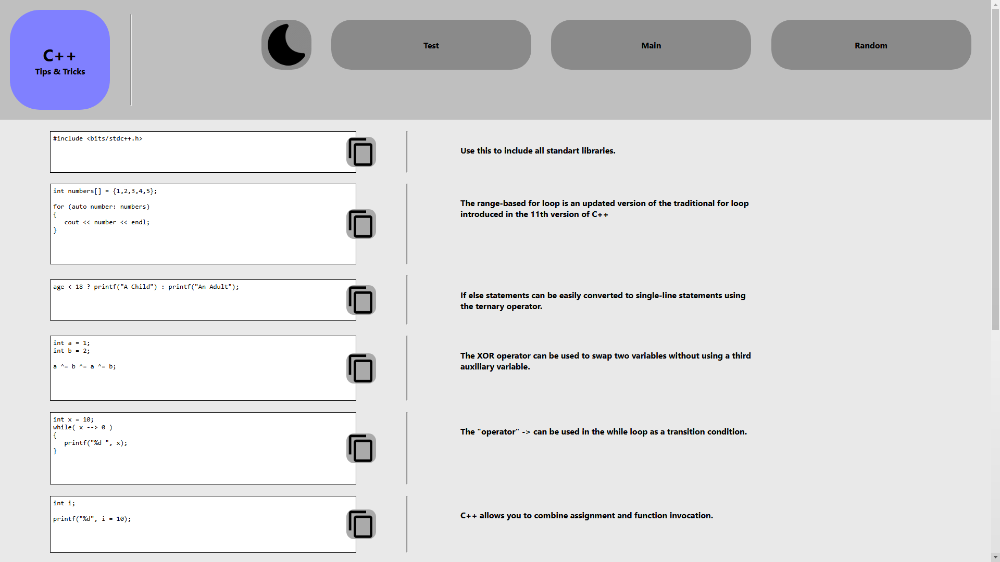 C++
Tips & Tricks
Test
Main
Random
#include <bits/stdc++.h>
Use this to include all standart libraries.
int numbers[] = {1,2,3,4,5};
for (auto number: numbers)
{
   cout << number << endl;
}
The range-based for loop is an updated version of the traditional for loop
introduced in the 11th version of C++
age < 18 ? printf("A Child") : printf("An Adult");
If else statements can be easily converted to single-line statements using
the ternary operator.
int a = 1;
int b = 2;
a ^= b ^= a ^= b;
The XOR operator can be used to swap two variables without using a third
auxiliary variable.
int x = 10;
while( x --> 0 )
{
   printf("%d ", x);
}
The "operator" -> can be used in the while loop as a transition condition.
int i;
printf("%d", i = 10);
C++ allows you to combine assignment and function invocation.